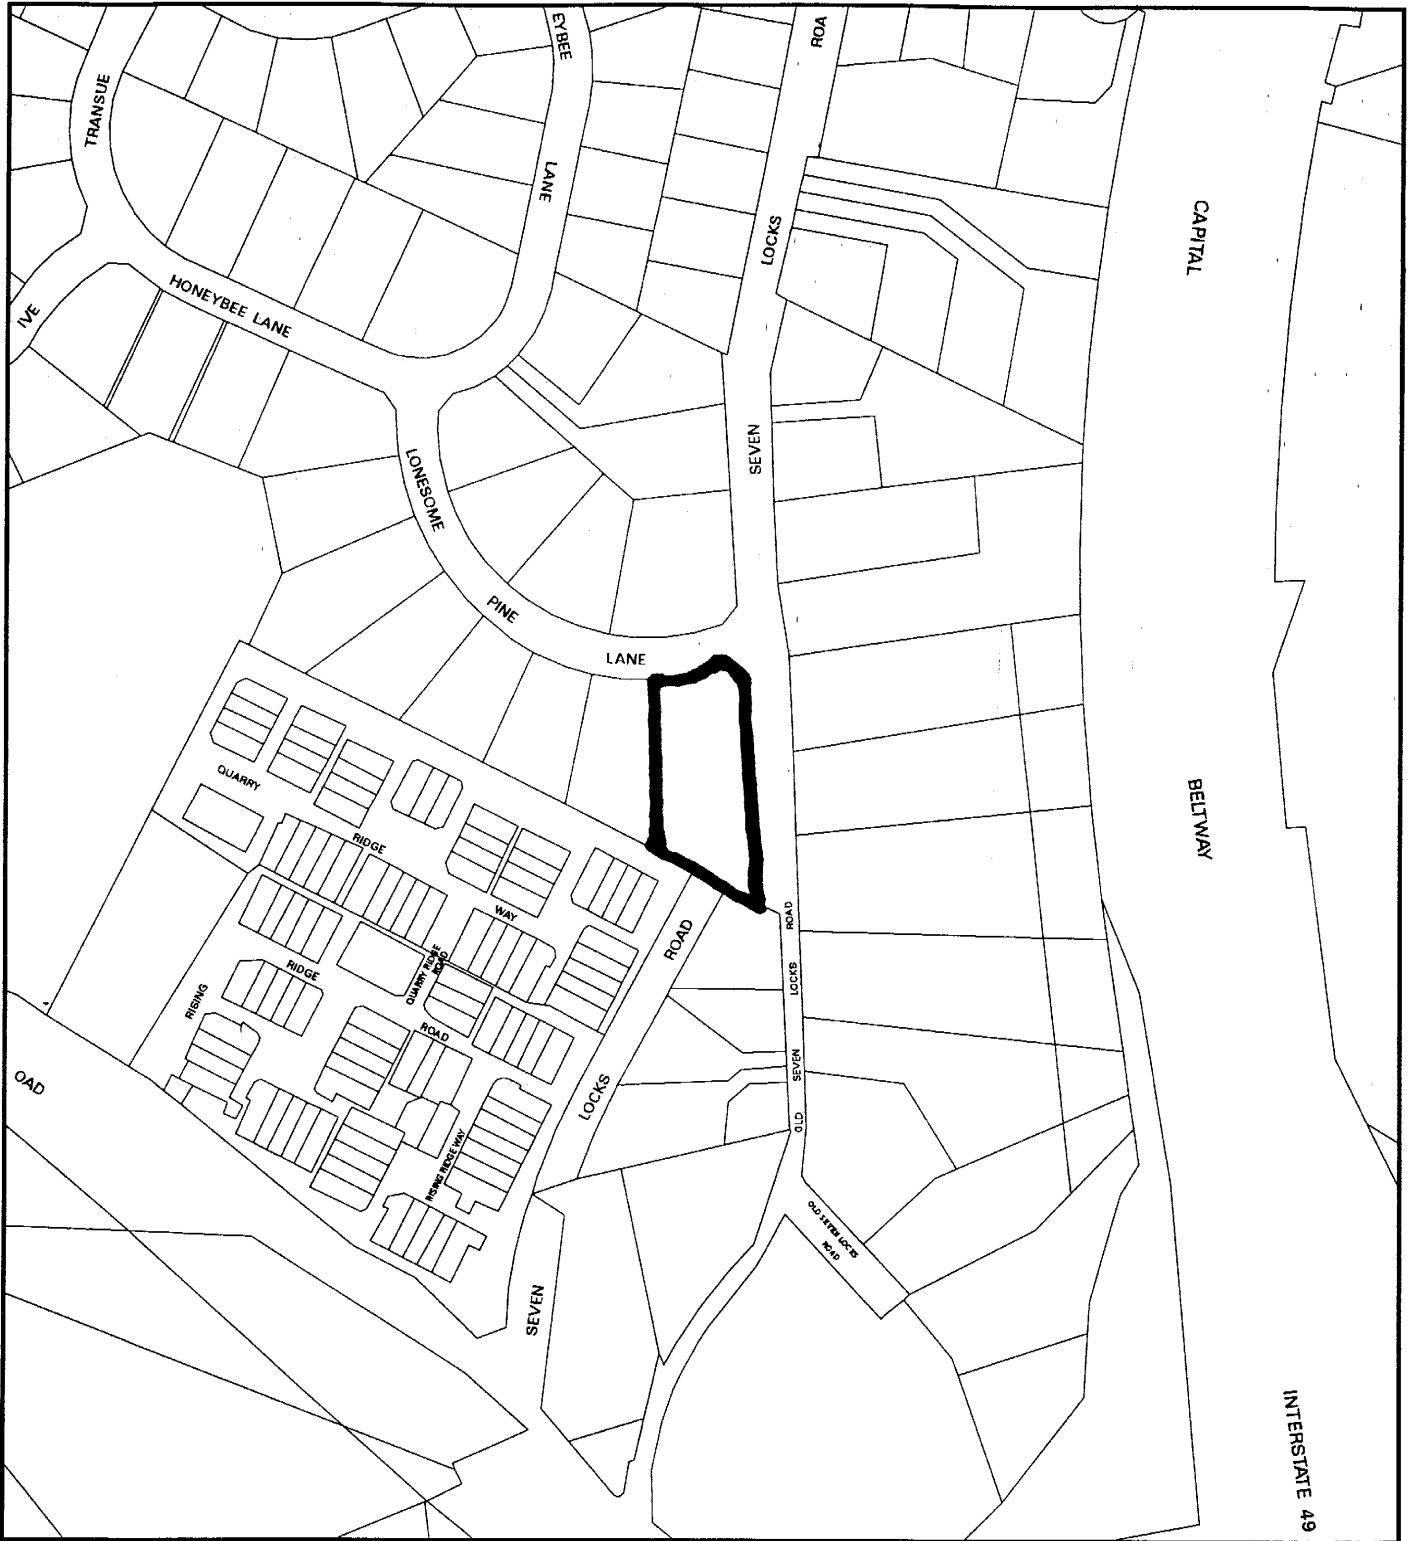 EYBEE
ROA
TRANSUE
LANE
LOCKS
CAPITAL
HONEYBEE LANE
IVE
SEVEN
LONESOME
PINE
LANE
QUARRY
RIDGE
WAY
BELTWAY
ROAD
ROAD
QUARRY RIDGE
ROAD
RIDGE
LOCKS
RISING
ROAD
SEVEN
OAD
LOCKS
OLD
RISING RIDGE WAY
OLD SEVEN LOCKS
ROAD
SEVEN
INTERSTATE 49